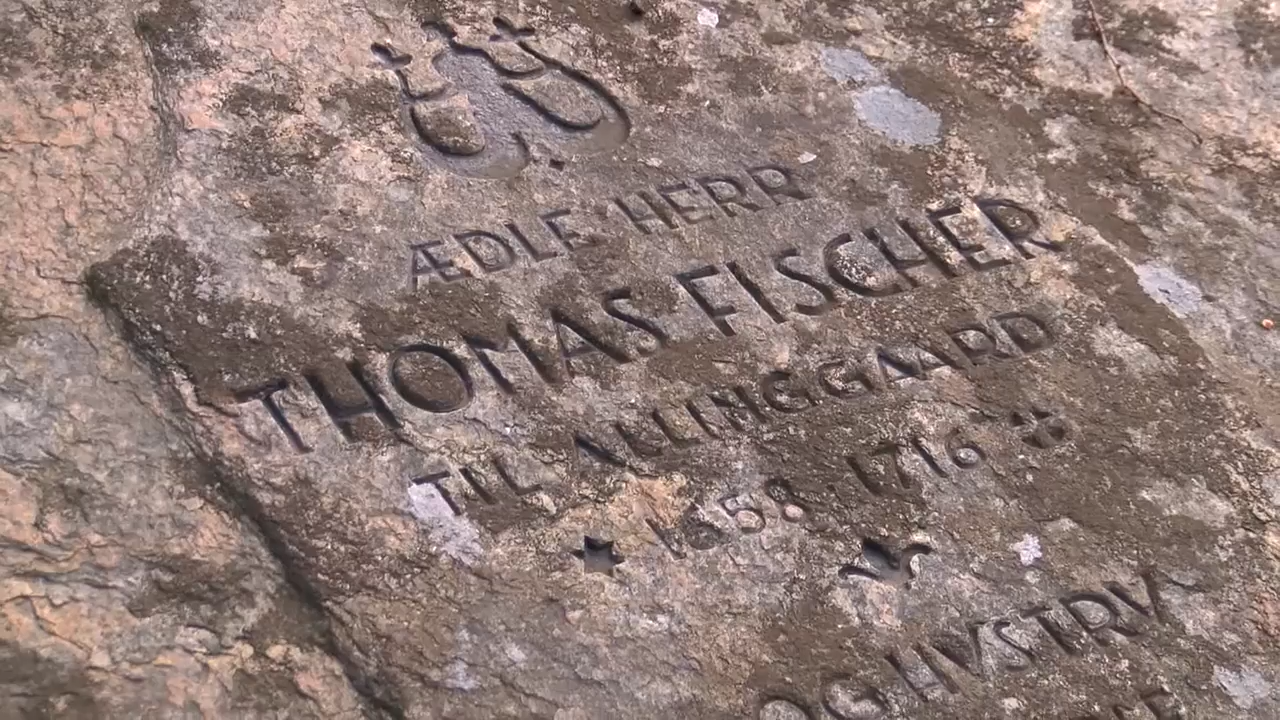 ÆDLE HERR
THOMAS FISCHER
TIL ALLINGGAARD
1658 · 1716
OG HVSTRV